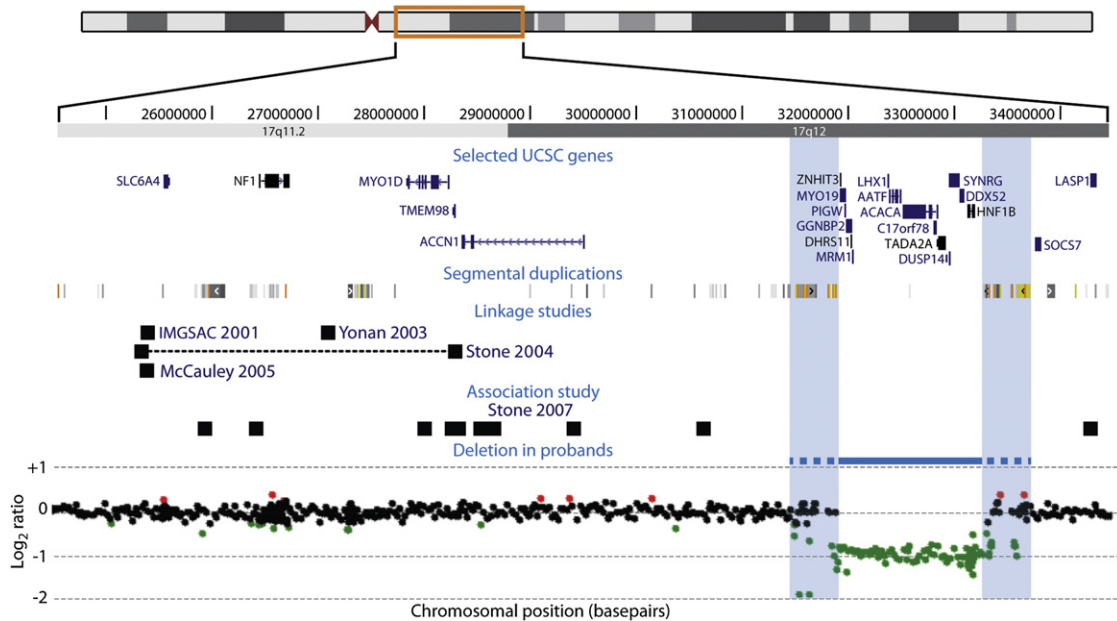 26000000 27000000 28000000 29000000 30000000 31000000 32000000 33000000 34000000
17q11.2 17q12
Selected UCSC genes
SLC6A4 NF1 MYO1D ZNHIT3 LHX1 SYNRG LASP1
MYO19 AATF DDX52
TMEM98 PIGW ACACA HNF1B
GGNBP2 C17orf78
ACCN1 DHRS11 TADA2A SOCS7
MRM1 DUSP14
Segmental duplications
Linkage studies
IMGSAC 2001 Yonan 2003
Stone 2004
McCauley 2005
Association study
Stone 2007
Deletion in probands
+1
0
-1
-2
Log2 ratio
Chromosomal position (basepairs)